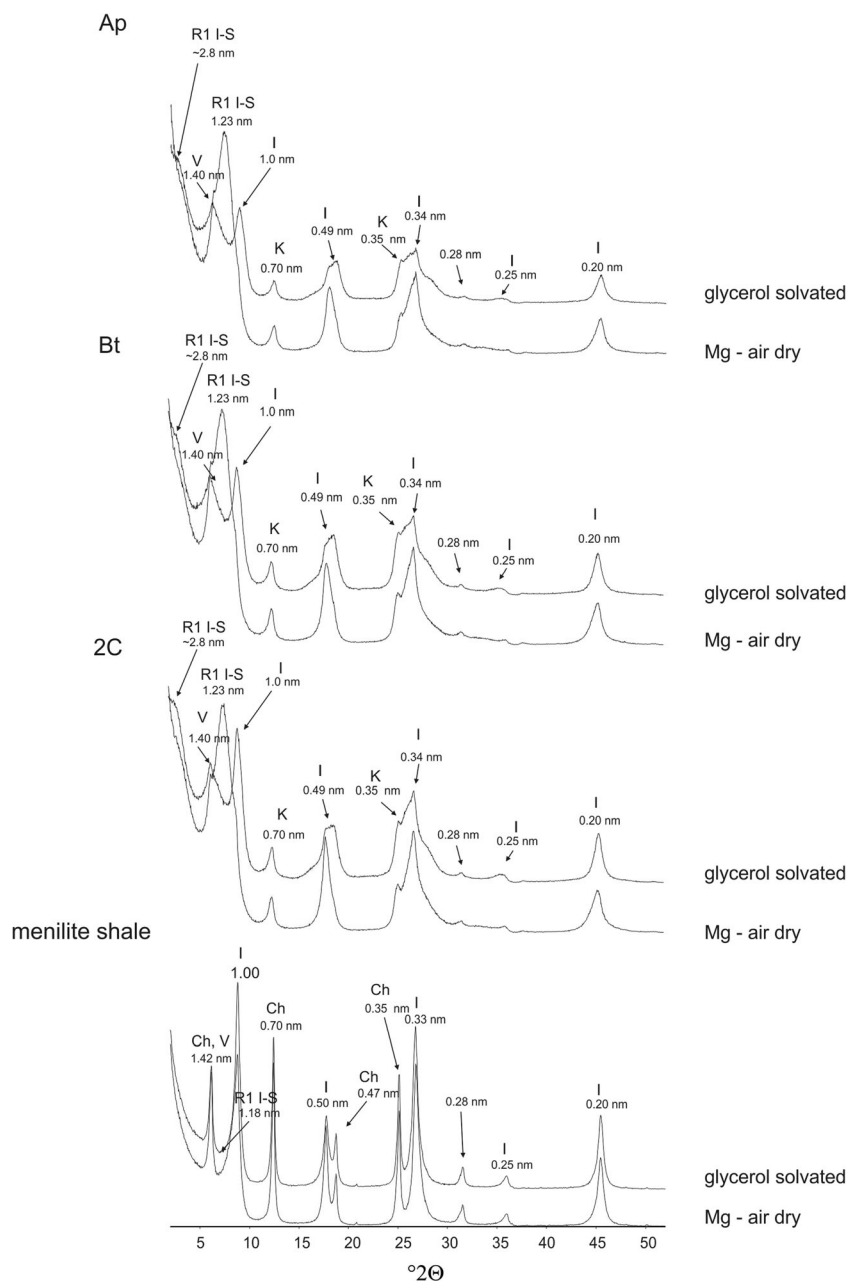 Ap
R1 I-S
~2.8 nm
R1 I-S
1.23 nm
I
1.0 nm
V
1.40 nm
K
0.70 nm
I
0.49 nm
K
0.35 nm
I
0.34 nm
0.28 nm
I
0.25 nm
I
0.20 nm
glycerol solvated
Mg - air dry
Bt
R1 I-S
~2.8 nm
R1 I-S
1.23 nm
I
1.0 nm
V
1.40 nm
K
0.70 nm
I
0.49 nm
K
0.35 nm
I
0.34 nm
0.28 nm
I
0.25 nm
I
0.20 nm
glycerol solvated
Mg - air dry
2C
R1 I-S
~2.8 nm
R1 I-S
1.23 nm
I
1.0 nm
V
1.40 nm
K
0.70 nm
I
0.49 nm
K
0.35 nm
I
0.34 nm
0.28 nm
I
0.25 nm
I
0.20 nm
glycerol solvated
Mg - air dry
menilite shale
I
1.00
Ch, V
1.42 nm
R1 I-S
1.18 nm
Ch
0.70 nm
I
0.50 nm
Ch
0.47 nm
Ch
0.35 nm
I
0.33 nm
0.28 nm
I
0.25 nm
I
0.20 nm
glycerol solvated
Mg - air dry
5 10 15 20 25 30 35 40 45 50
°2Θ